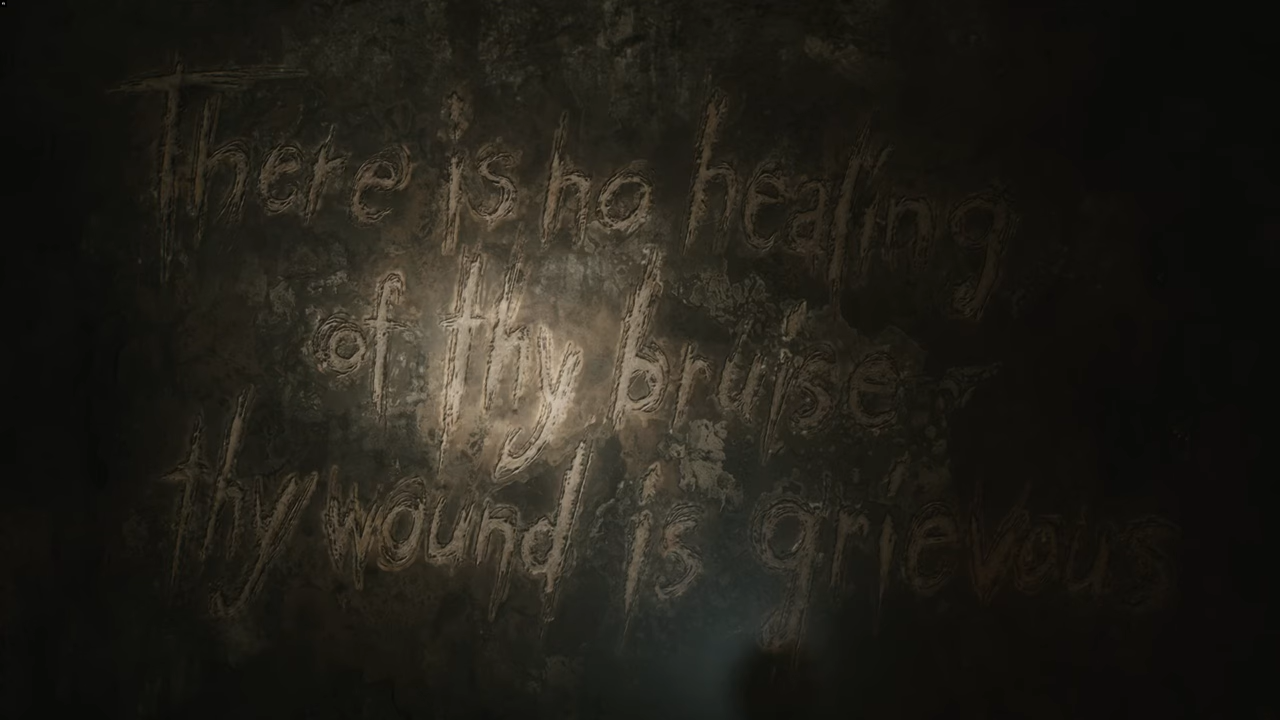 There is no healing
of thy bruise -
thy wound is grievous